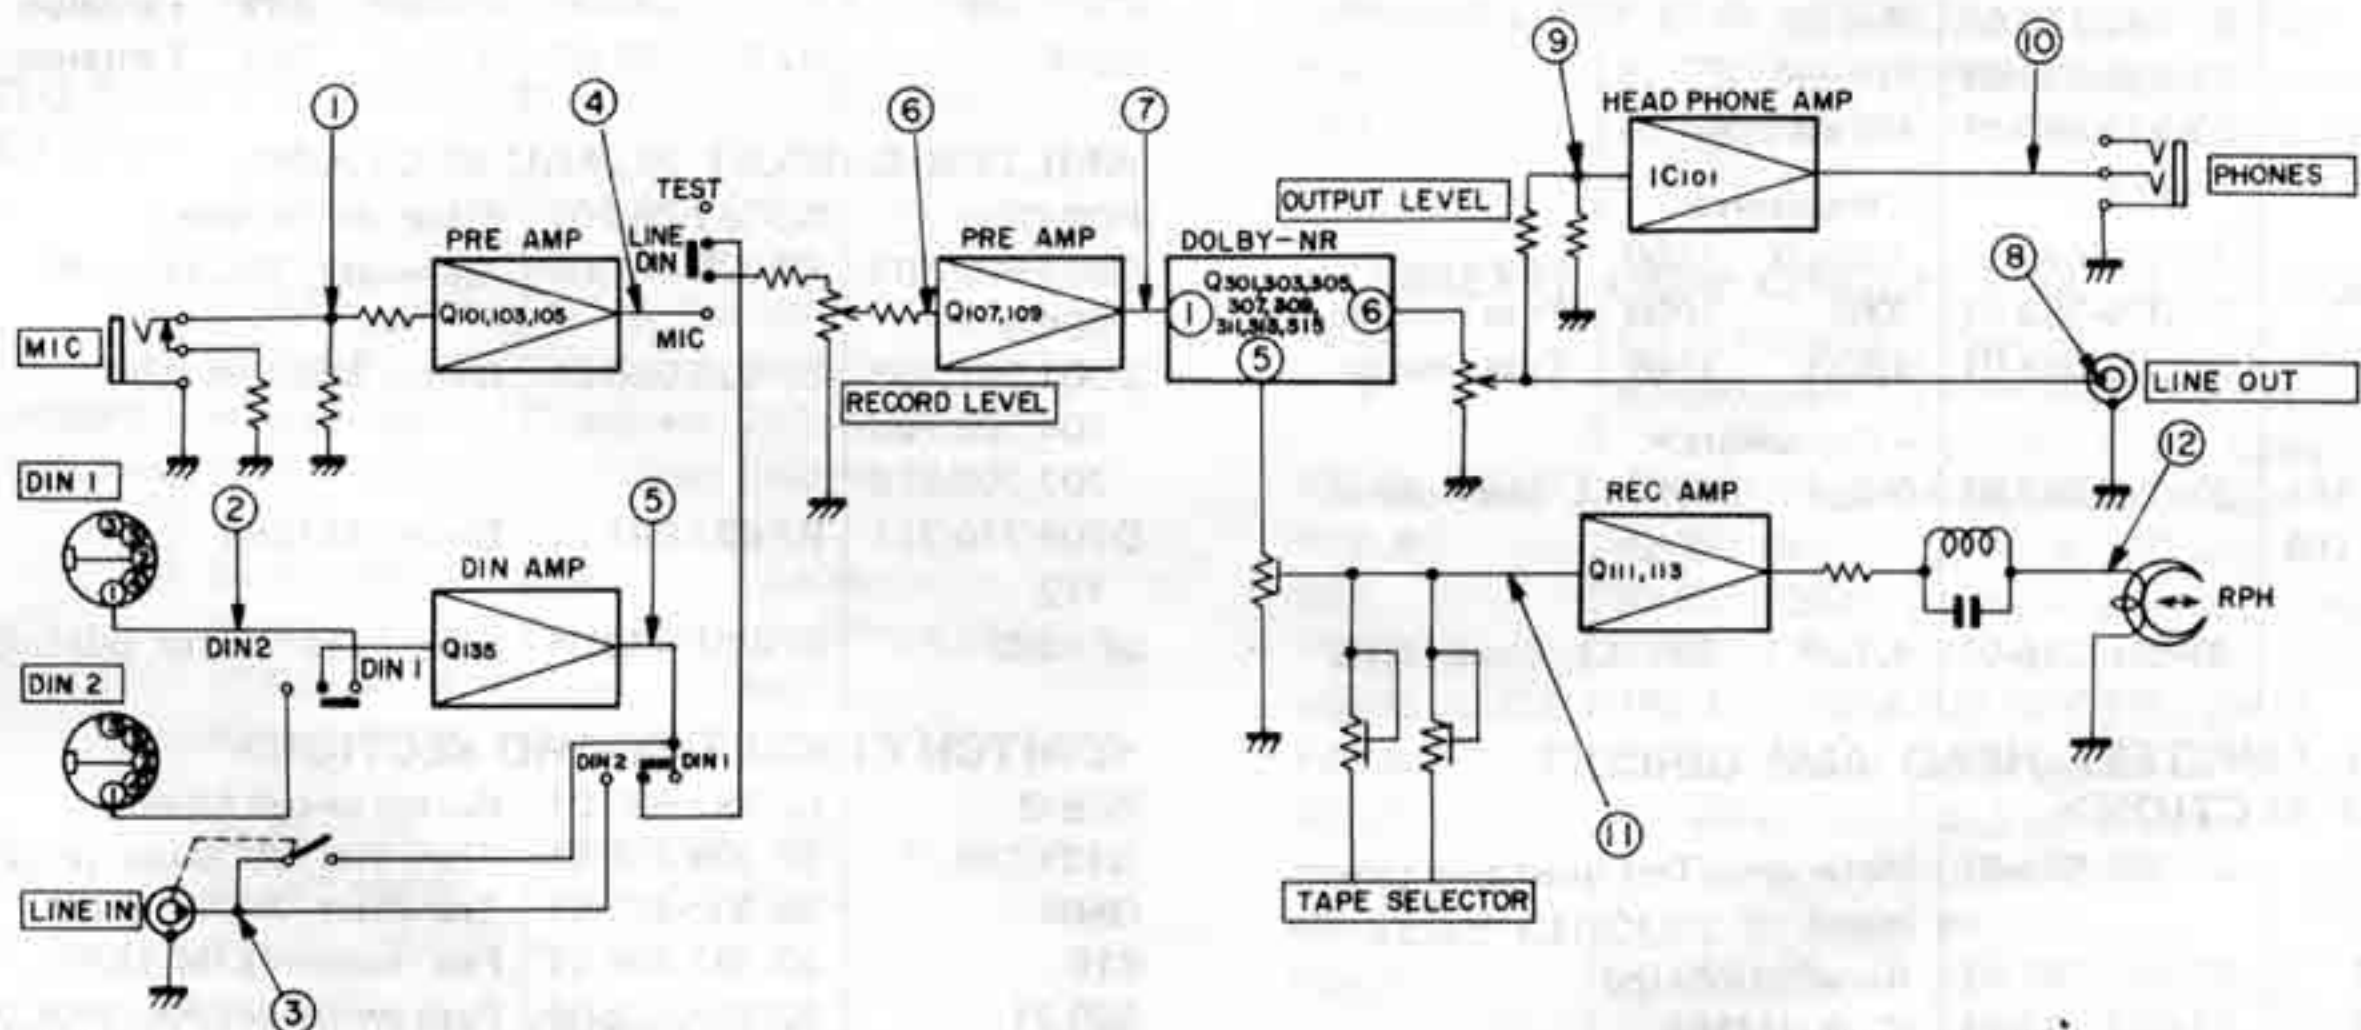 9
10
1
4
6
7
HEAD PHONE AMP
IC101
PHONES
TEST
OUTPUT LEVEL
PRE AMP
LINE
DIN
PRE AMP
DOLBY-NR
8
Q101,103,105
Q107,109
1
Q301,303,305,
307,309,
311,313,315
6
5
MIC
MIC
RECORD LEVEL
LINE OUT
12
DIN 1
2
5
REC AMP
DIN AMP
Q111,113
RPH
1
DIN2
DIN 1
Q135
DIN 2
DIN2
DIN 1
1
11
TAPE SELECTOR
LINE IN
3